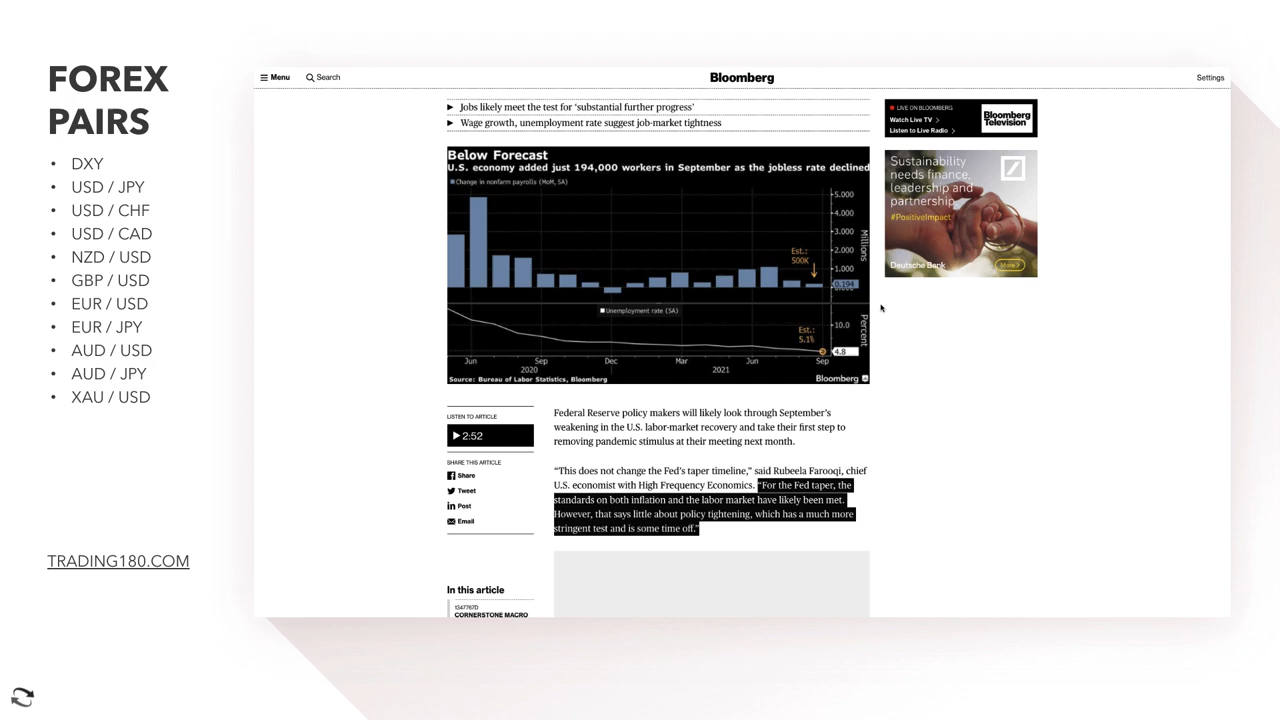 FOREX
PAIRS
• DXY
• USD / JPY
• USD / CHF
• USD / CAD
• NZD / USD
• GBP / USD
• EUR / USD
• EUR / JPY
• AUD / USD
• AUD / JPY
• XAU / USD
TRADING180.COM
Menu
Search
Bloomberg
Settings
Jobs likely meet the test for ‘substantial further progress’
Wage growth, unemployment rate suggest job-market tightness
Below Forecast
U.S. economy added just 194,000 workers in September as the jobless rate declined
Change in nonfarm payrolls (MoM, SA)
5.000
4.000
3.000
2.000
1.000
0.194
Millions
Est.:
500K
Unemployment rate (SA)
10.0
Percent
Est.:
5.1%
4.8
Jun Sep Dec Mar Jun Sep
2020 2021
Source: Bureau of Labor Statistics, Bloomberg
Bloomberg
LISTEN TO ARTICLE
2:52
SHARE THIS ARTICLE
Share
Tweet
Post
Email
In this article
1347767D
CORNERSTONE MACRO
Federal Reserve policy makers will likely look through September’s
weakening in the U.S. labor-market recovery and take their first step to
removing pandemic stimulus at their meeting next month.
“This does not change the Fed’s taper timeline,” said Rubeela Farooqi, chief
U.S. economist with High Frequency Economics. “For the Fed taper, the
standards on both inflation and the labor market have likely been met.
However, that says little about policy tightening, which has a much more
stringent test and is some time off.”
LIVE ON BLOOMBERG
Watch Live TV
Listen to Live Radio
Bloomberg
Television
Sustainability
needs finance,
leadership and
partnership.
#PositiveImpact
Deutsche Bank
More